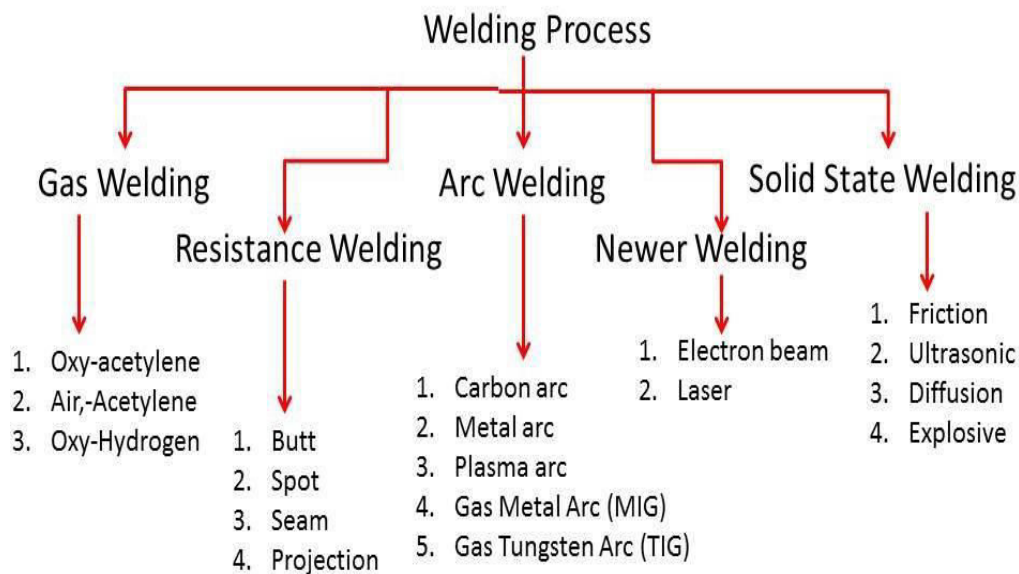 Welding Process
Gas Welding
1. Oxy-acetylene
2. Air,-Acetylene
3. Oxy-Hydrogen
Resistance Welding
1. Butt
2. Spot
3. Seam
4. Projection
Arc Welding
1. Carbon arc
2. Metal arc
3. Plasma arc
4. Gas Metal Arc (MIG)
5. Gas Tungsten Arc (TIG)
Newer Welding
1. Electron beam
2. Laser
Solid State Welding
1. Friction
2. Ultrasonic
3. Diffusion
4. Explosive